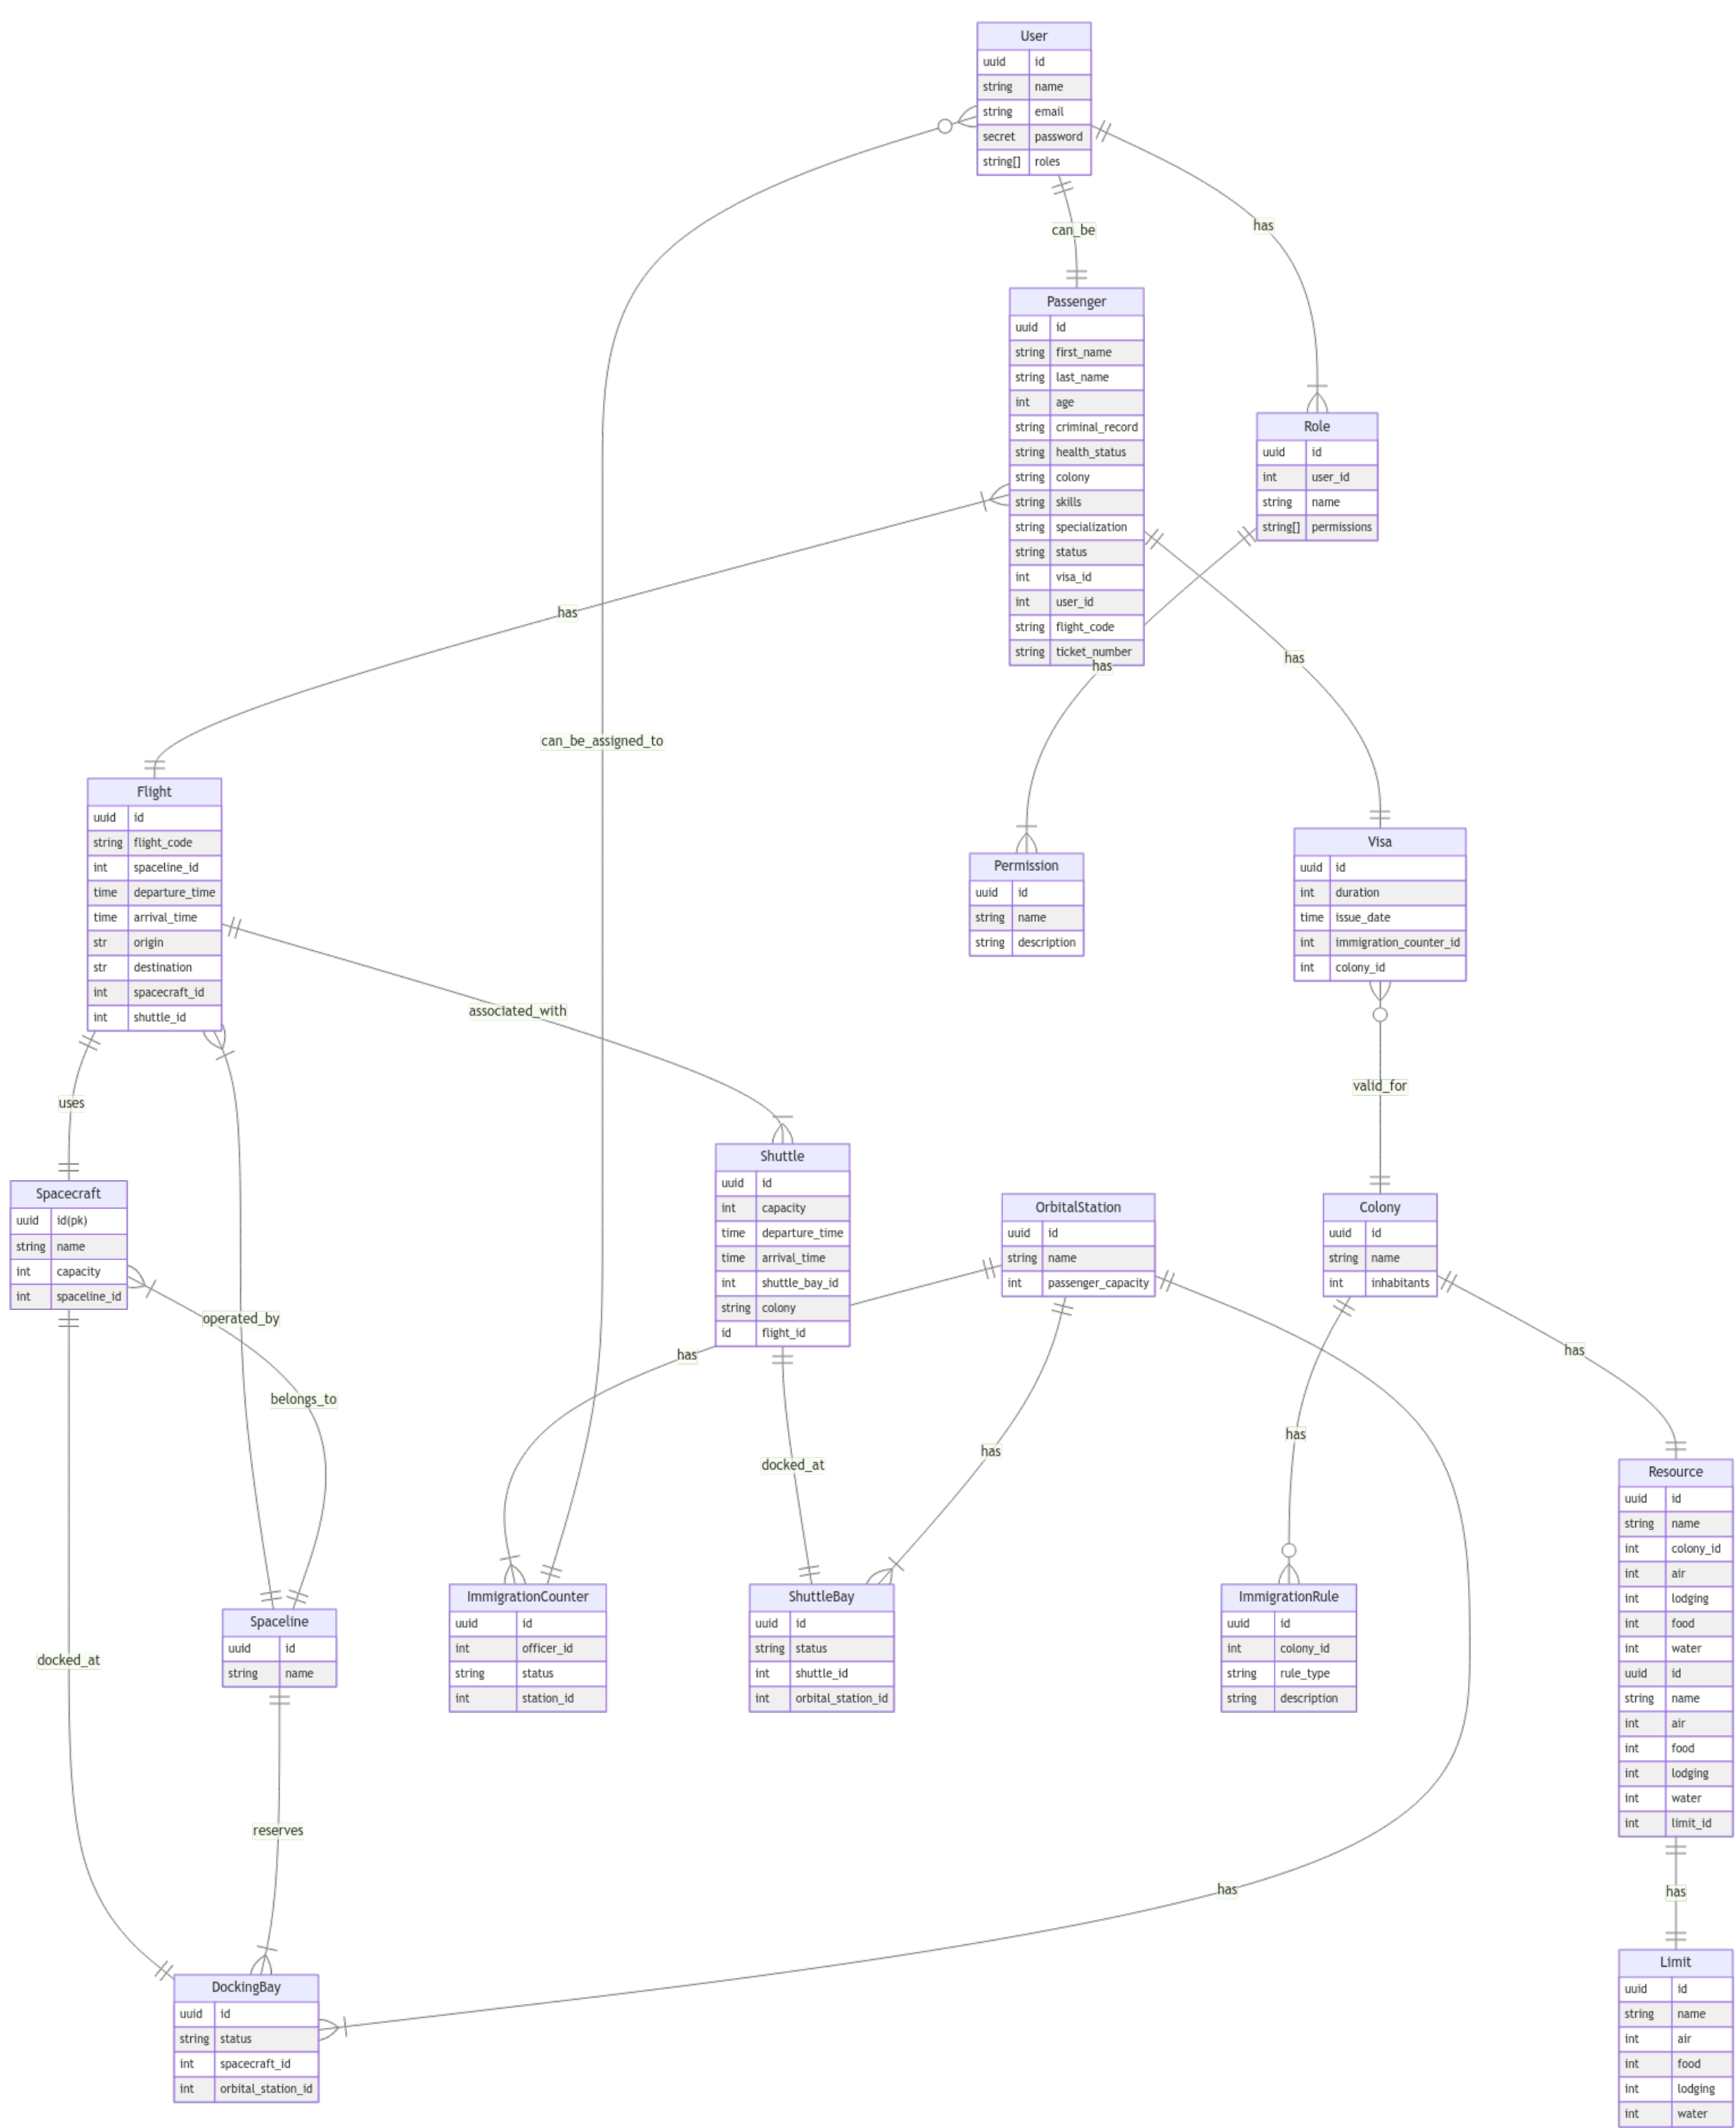 User
uuid id
string name
string email
secret password
string[] roles
can_be
has
Passenger
uuid id
string first_name
string last_name
int age
string criminal_record
string health_status
string colony
string skills
string specialization
string status
int visa_id
int user_id
string flight_code
string ticket_number
Role
uuid id
int user_id
string name
string[] permissions
has
has
has
can_be_assigned_to
Flight
uuid id
string flight_code
int spaceline_id
time departure_time
time arrival_time
str origin
str destination
int spacecraft_id
int shuttle_id
Permission
uuid id
string name
string description
Visa
uuid id
int duration
time issue_date
int immigration_counter_id
int colony_id
associated_with
uses
valid_for
Spacecraft
uuid id(pk)
string name
int capacity
int spaceline_id
Shuttle
uuid id
int capacity
time departure_time
time arrival_time
int shuttle_bay_id
string colony
id flight_id
OrbitalStation
uuid id
string name
int passenger_capacity
Colony
uuid id
string name
int inhabitants
operated_by
has
has
belongs_to
has
has
docked_at
Resource
uuid id
string name
int colony_id
int air
int lodging
int food
int water
uuid id
string name
int air
int food
int lodging
int water
int limit_id
Spaceline
uuid id
string name
ImmigrationCounter
uuid id
int officer_id
string status
int station_id
ShuttleBay
uuid id
string status
int shuttle_id
int orbital_station_id
ImmigrationRule
uuid id
int colony_id
string rule_type
string description
docked_at
reserves
has
has
DockingBay
uuid id
string status
int spacecraft_id
int orbital_station_id
Limit
uuid id
string name
int air
int food
int lodging
int water